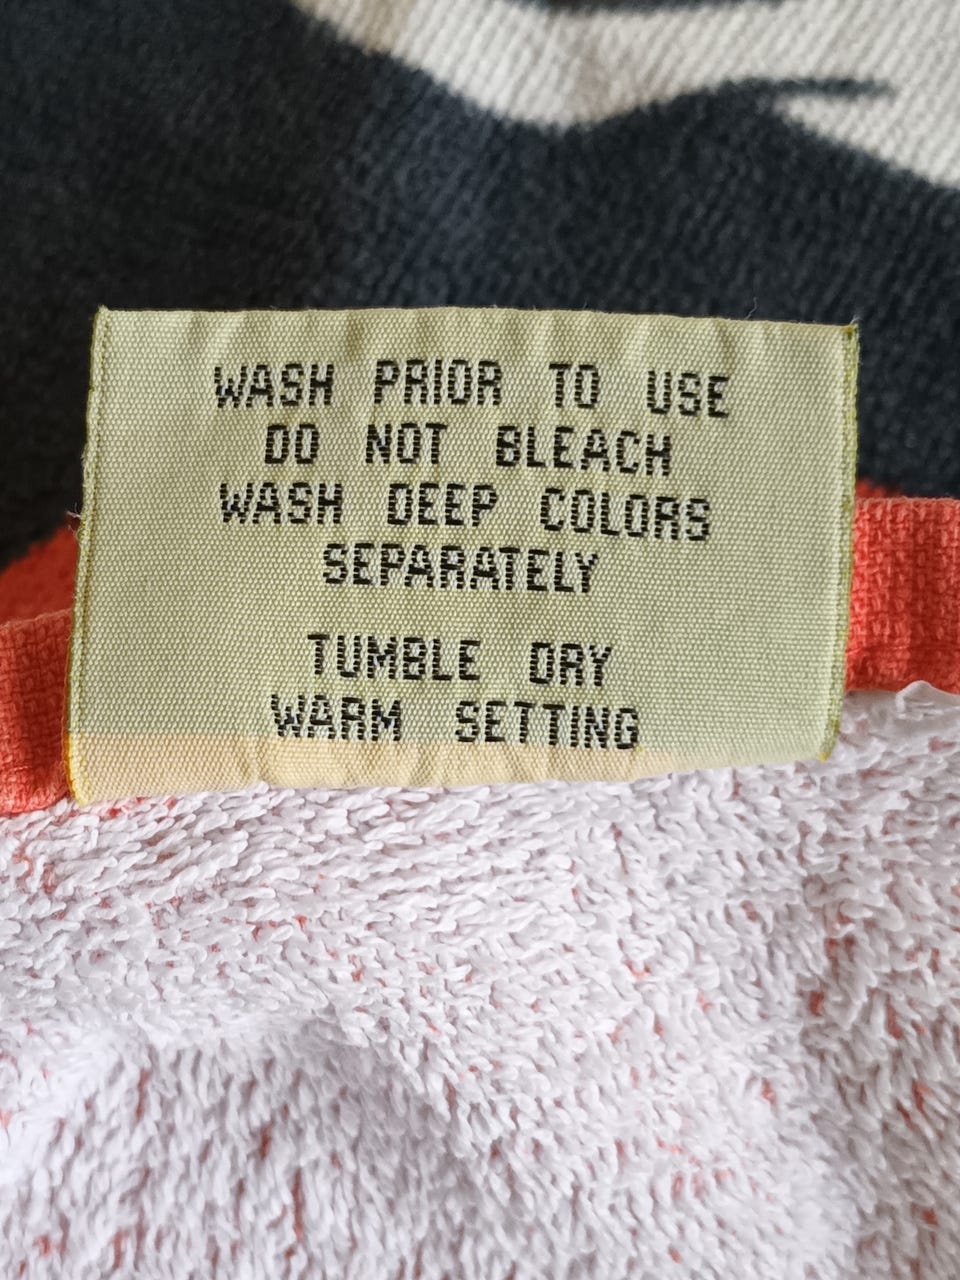 WASH PRIOR TO USE
DO NOT BLEACH
WASH DEEP COLORS
SEPARATELY
TUMBLE DRY
WARM SETTING